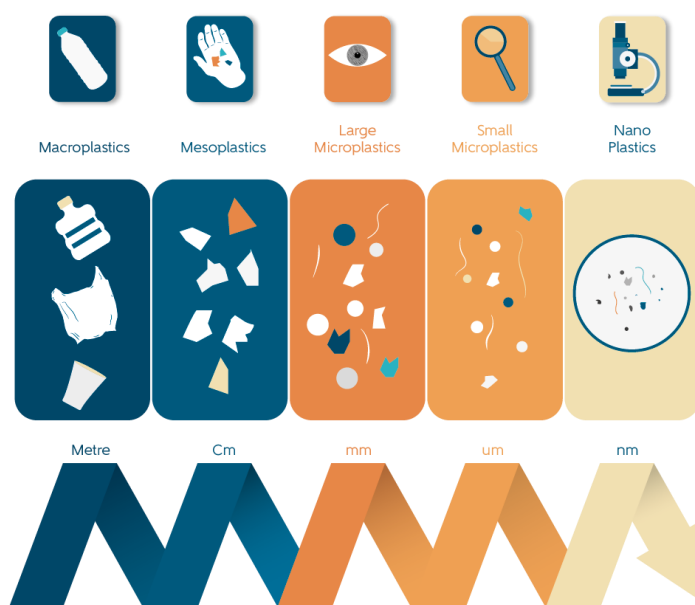 Macroplastics
Mesoplastics
Large
Microplastics
Small
Microplastics
Nano
Plastics
Metre
Cm
mm
um
nm